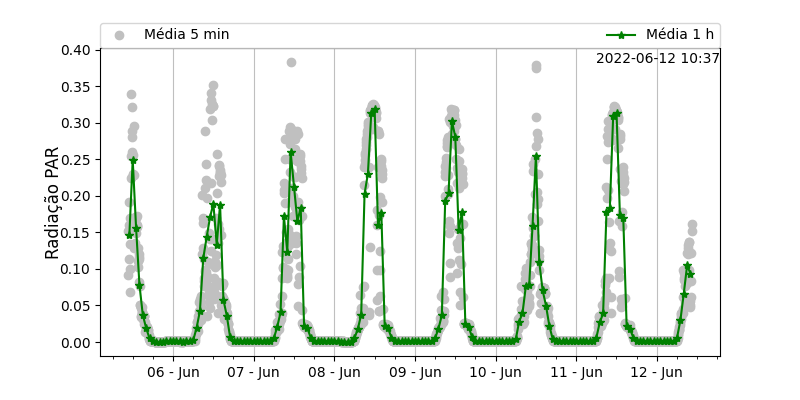 Média 5 min
Média 1 h
2022-06-12 10:37
Radiação PAR
0.40
0.35
0.30
0.25
0.20
0.15
0.10
0.05
0.00
06 - Jun
07 - Jun
08 - Jun
09 - Jun
10 - Jun
11 - Jun
12 - Jun